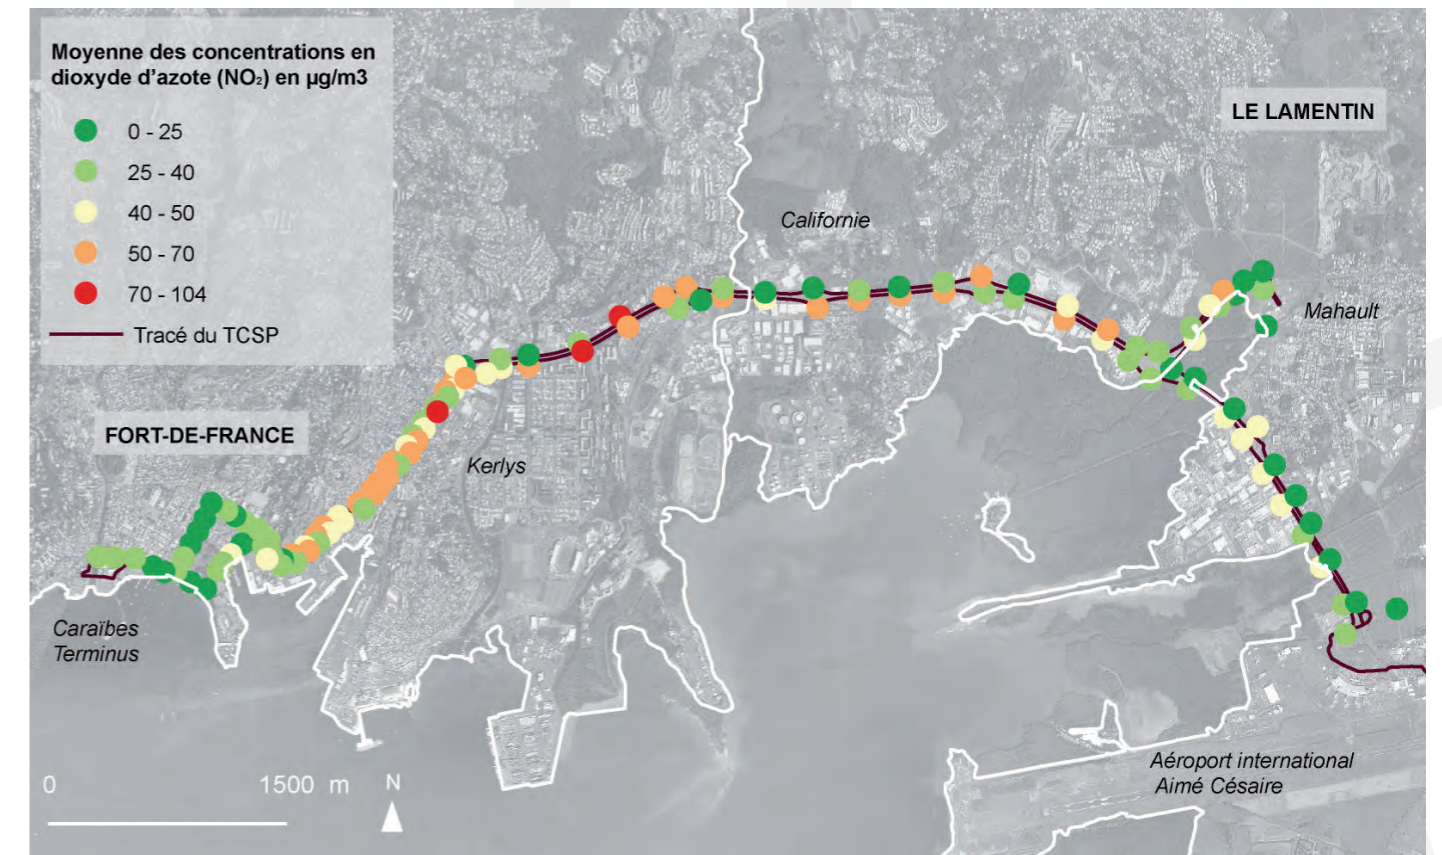 Moyenne des concentrations en
dioxyde d'azote (NO₂) en µg/m3
0 - 25
25 - 40
40 - 50
50 - 70
70 - 104
Tracé du TCSP
LE LAMENTIN
Californie
Mahault
FORT-DE-FRANCE
Kerlys
Caraïbes
Terminus
Aéroport international
Aimé Césaire
0 1500 m N